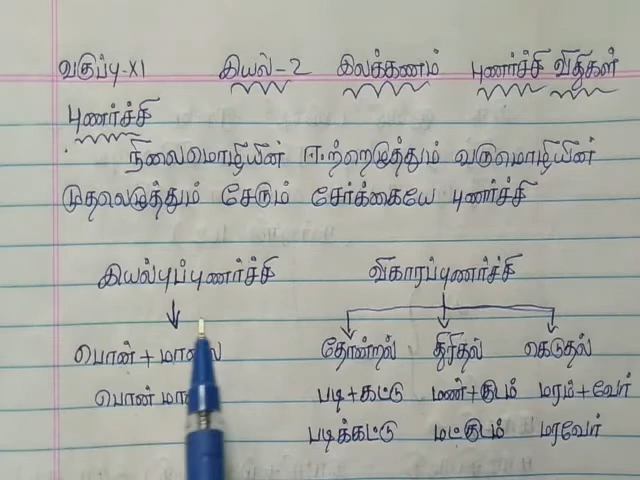 வகுப்பு-XI இயல்-2 இலக்கணம் புணர்ச்சி விதிகள்
புணர்ச்சி
நிலைமொழியின் ஈற்றெழுத்தும் வருமொழியின்
முதலெழுத்தும் சேரும் சேர்க்கையே புணர்ச்சி
இயல்புப்புணர்ச்சி விகாரப்புணர்ச்சி
பொன் + தோன்றல் திரிதல் கெடுதல்
பொன் படி+கட்டு மண்+குடம் மரம்+வேர்
படிக்கட்டு மட்குடம் மரவேர்